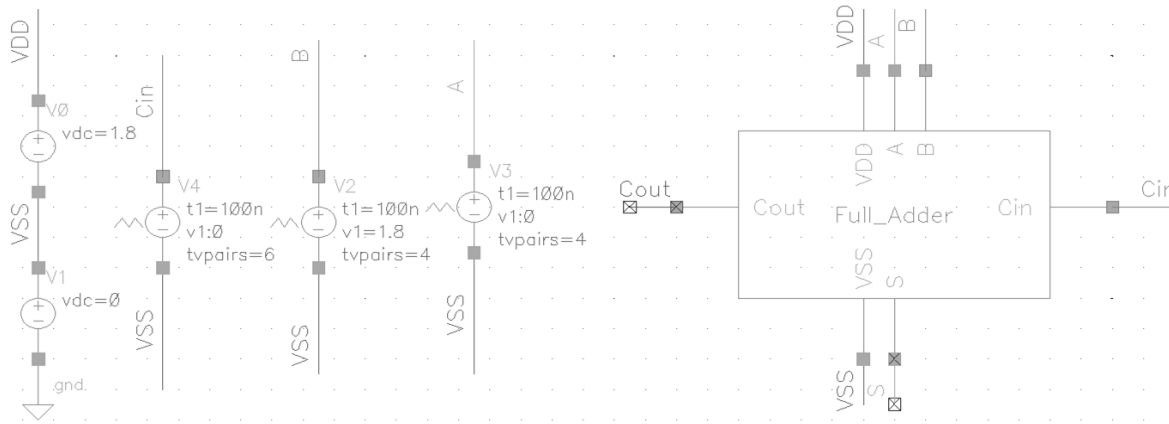 VDD
V0
vdc=1.8
VSS
V1
vdc=0
gnd
Cin
V4
t1=100n
v1:0
tvpairs=6
VSS
B
V2
t1=100n
v1=1.8
tvpairs=4
VSS
A
V3
t1=100n
v1:0
tvpairs=4
VSS
VDD
A
B
VDD
A
B
Cout
Cout
Full_Adder
Cin
Cin
VSS
S
VSS
S